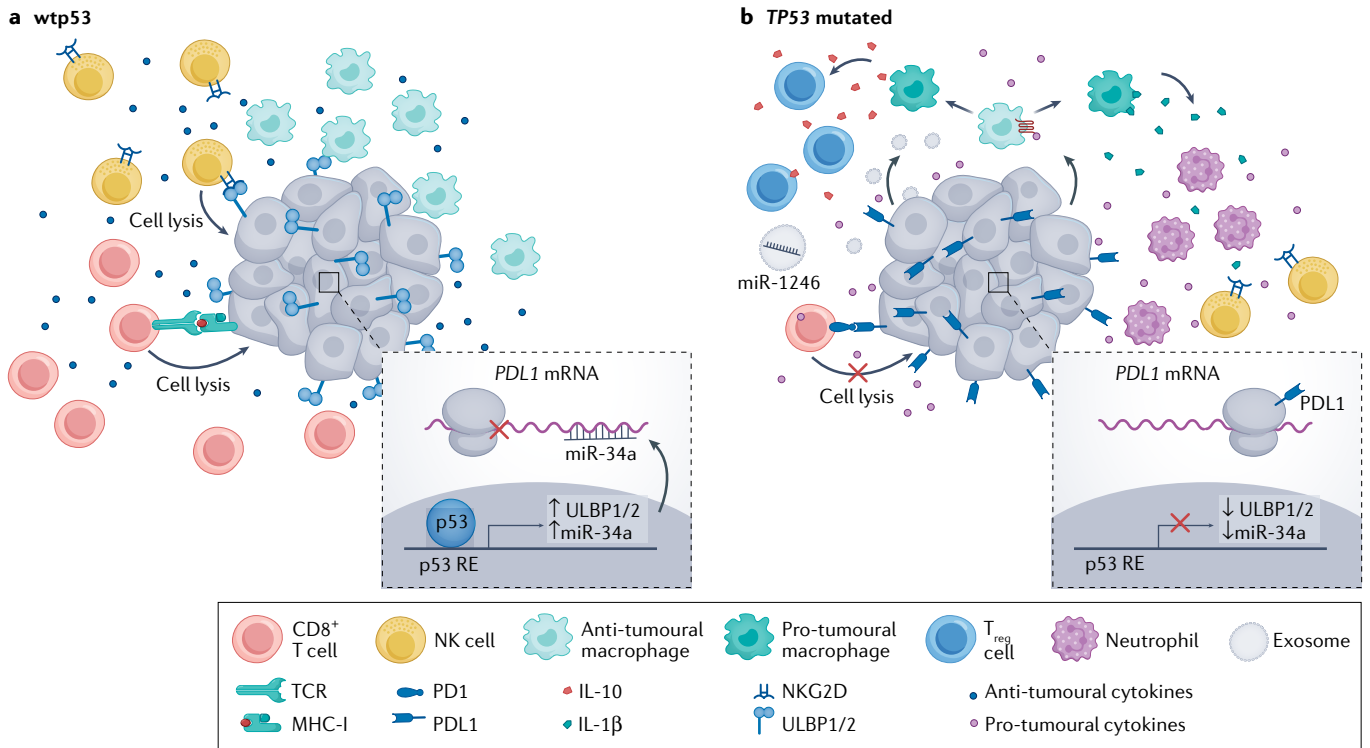 a wtp53
Cell lysis
Cell lysis
PDL1 mRNA
miR-34a
p53
↑ ULBP1/2
↑ miR-34a
p53 RE
b TP53 mutated
miR-1246
Cell lysis
PDL1 mRNA
PDL1
↓ ULBP1/2
↓ miR-34a
p53 RE
CD8⁺
T cell
NK cell
Anti-tumoural
macrophage
Pro-tumoural
macrophage
T reg
cell
Neutrophil
Exosome
TCR
PD1
IL-10
NKG2D
Anti-tumoural cytokines
MHC-I
PDL1
IL-1β
ULBP1/2
Pro-tumoural cytokines